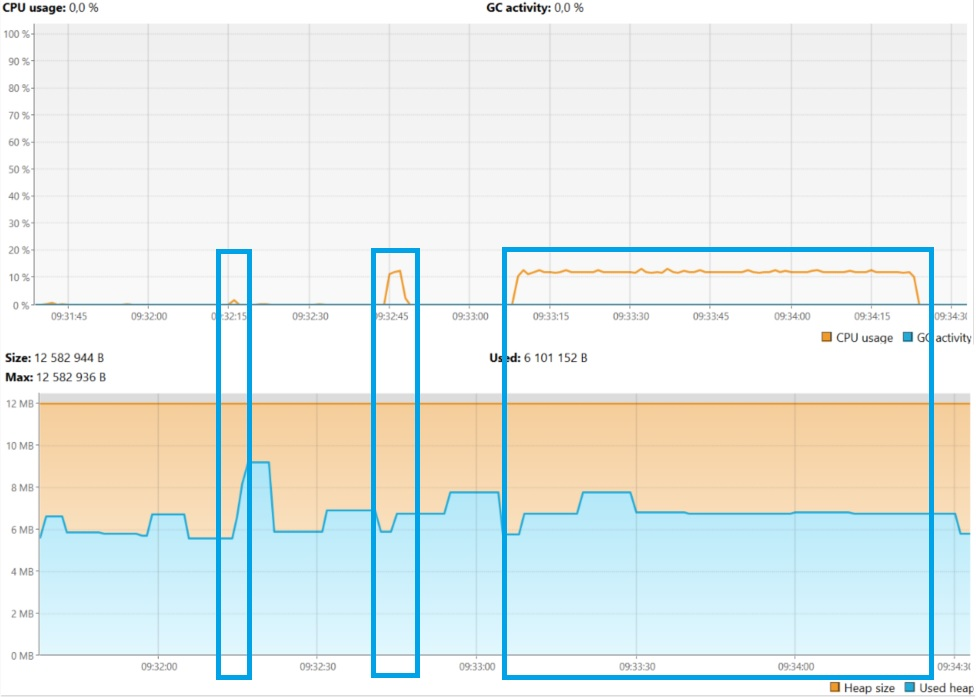 CPU usage: 0,0 % GC activity: 0,0 %
100 %
90 %
80 %
70 %
60 %
50 %
40 %
30 %
20 %
10 %
0 %
09:31:45 09:32:00 09:32:15 09:32:30 09:32:45 09:33:00 09:33:15 09:33:30 09:33:45 09:34:00 09:34:15 09:34:30
CPU usage GC activity
Size: 12 582 944 B Used: 6 101 152 B
Max: 12 582 936 B
12 MB
10 MB
8 MB
6 MB
4 MB
2 MB
0 MB
09:32:00 09:32:30 09:33:00 09:33:30 09:34:00 09:34:30
Heap size Used heap